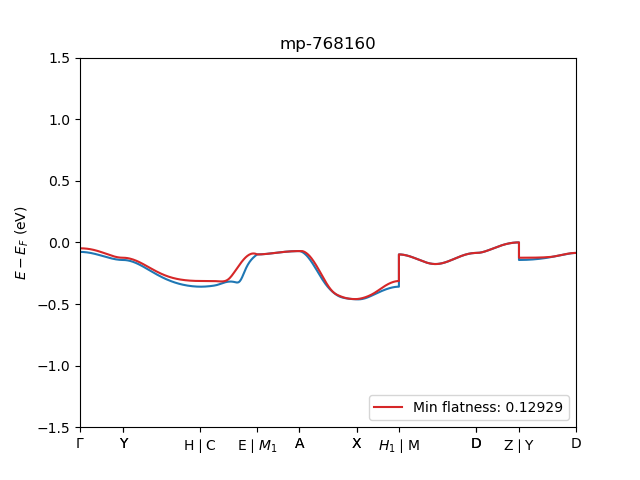 mp-768160
1.5
1.0
0.5
0.0
−0.5
−1.0
−1.5
E − E_F (eV)
Min flatness: 0.12929
Γ Y H | C E | M₁ A X H₁ | M D Z | Y D